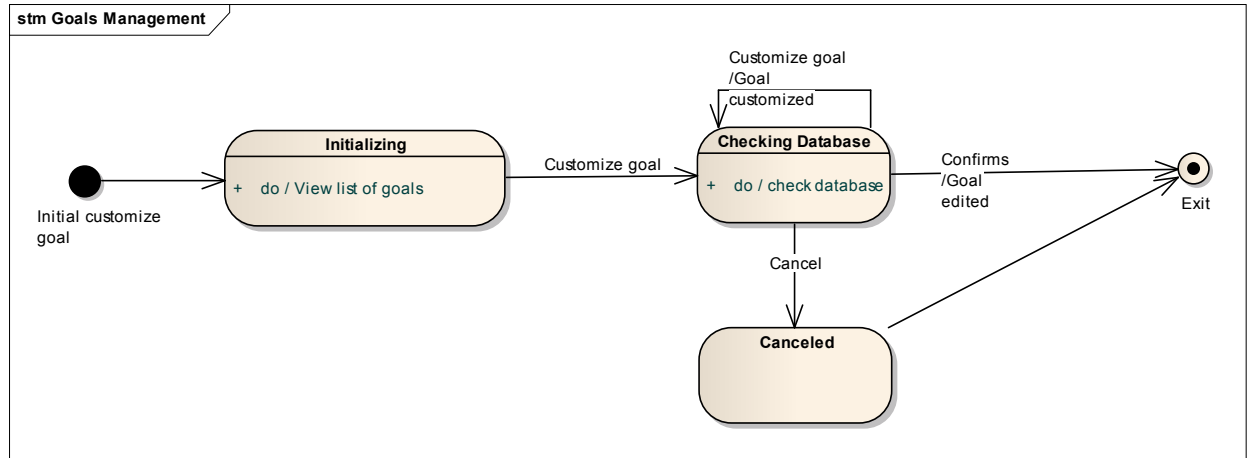 stm Goals Management
Customize goal
/Goal
customized
Initializing
Checking Database
Customize goal
Confirms
/Goal
edited
+ do / View list of goals
+ do / check database
Exit
Initial customize
goal
Cancel
Canceled